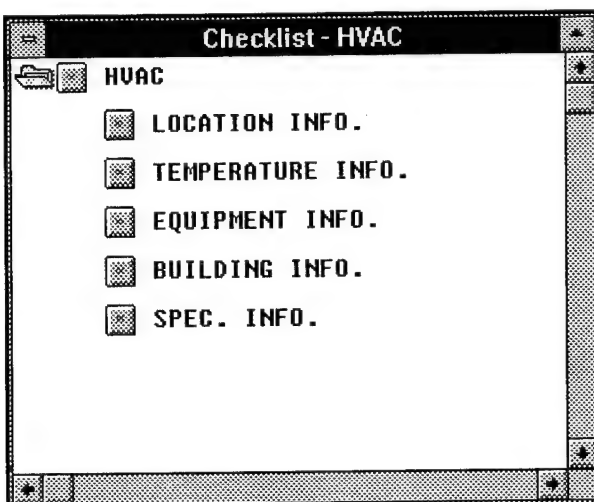 Checklist - HVAC
HVAC
LOCATION INFO.
TEMPERATURE INFO.
EQUIPMENT INFO.
BUILDING INFO.
SPEC. INFO.